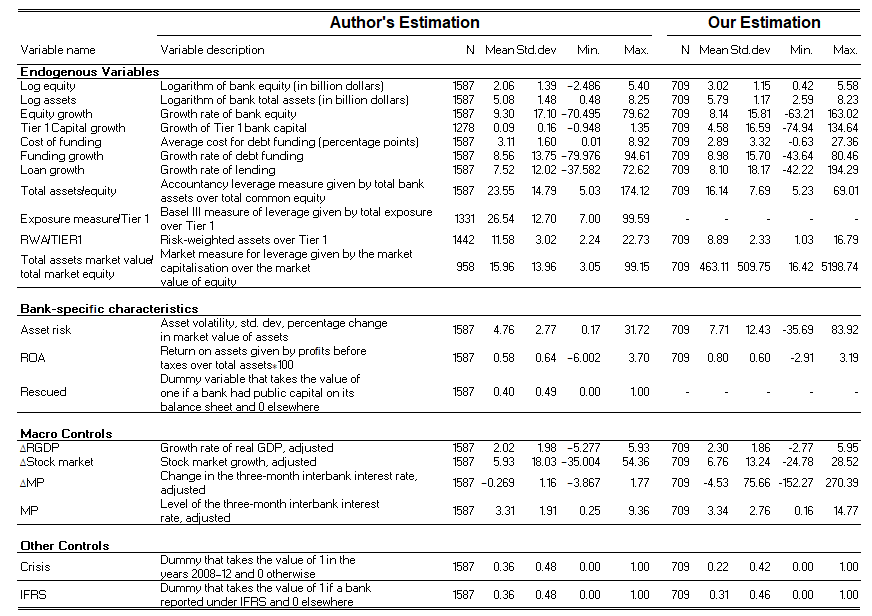 Author's Estimation Our Estimation
Variable name Variable description N Mean Std.dev Min. Max. N Mean Std.dev Min. Max.
Endogenous Variables
Log equity Logarithm of bank equity (in billion dollars) 1587 2.06 1.39 −2.486 5.40 709 3.02 1.15 0.42 5.58
Log assets Logarithm of bank total assets (in billion dollars) 1587 5.08 1.48 0.48 8.25 709 5.79 1.17 2.59 8.23
Equity growth Growth rate of bank equity 1587 9.30 17.10 −70.495 79.62 709 8.14 15.81 -63.21 163.02
Tier 1 Capital growth Growth of Tier 1 bank capital 1278 0.09 0.16 −0.948 1.35 709 4.58 16.59 -74.94 134.64
Cost of funding Average cost for debt funding (percentage points) 1587 3.11 1.60 0.01 8.92 709 2.89 3.32 -0.63 27.36
Funding growth Growth rate of debt funding 1587 8.56 13.75 −79.976 94.61 709 8.98 15.70 -43.64 80.46
Loan growth Growth rate of lending 1587 7.52 12.02 −37.582 72.62 709 8.10 18.17 -42.22 194.29
Total assets/equity Accountancy leverage measure given by total bank
assets over total common equity 1587 23.55 14.79 5.03 174.12 709 16.14 7.69 5.23 69.01
Exposure measure/Tier 1 Basel III measure of leverage given by total exposure
over Tier 1 1331 26.54 12.70 7.00 99.59 - - - - -
RWA/TIER1 Risk-weighted assets over Tier 1 1442 11.58 3.02 2.24 22.73 709 8.89 2.33 1.03 16.79
Total assets market value/ Market measure for leverage given by the market
total market equity capitalisation over the market 958 15.96 13.96 3.05 99.15 709 463.11 509.75 16.42 5198.74
value of equity
Bank-specific characteristics
Asset risk Asset volatility, std. dev, percentage change
in market value of assets 1587 4.76 2.77 0.17 31.72 709 7.71 12.43 -35.69 83.92
ROA Return on assets given by profits before
taxes over total assets*100 1587 0.58 0.64 −6.002 3.70 709 0.80 0.60 -2.91 3.19
Rescued Dummy variable that takes the value of
one if a bank had public capital on its 1587 0.40 0.49 0.00 1.00 - - - - -
balance sheet and 0 elsewhere
Macro Controls
ΔRGDP Growth rate of real GDP, adjusted 1587 2.02 1.98 −5.277 5.93 709 2.30 1.86 -2.77 5.95
ΔStock market Stock market growth, adjusted 1587 5.93 18.03 −35.004 54.36 709 6.76 13.24 -24.78 28.52
ΔMP Change in the three-month interbank interest rate,
adjusted 1587 −0.269 1.16 −3.867 1.77 709 -4.53 75.66 -152.27 270.39
MP Level of the three-month interbank interest
rate, adjusted 1587 3.31 1.91 0.25 9.36 709 3.34 2.76 0.16 14.77
Other Controls
Crisis Dummy that takes the value of 1 in the
years 2008–12 and 0 otherwise 1587 0.36 0.48 0.00 1.00 709 0.22 0.42 0.00 1.00
IFRS Dummy that takes the value of 1 if a bank
reported under IFRS and 0 elsewhere 1587 0.36 0.48 0.00 1.00 709 0.31 0.46 0.00 1.00